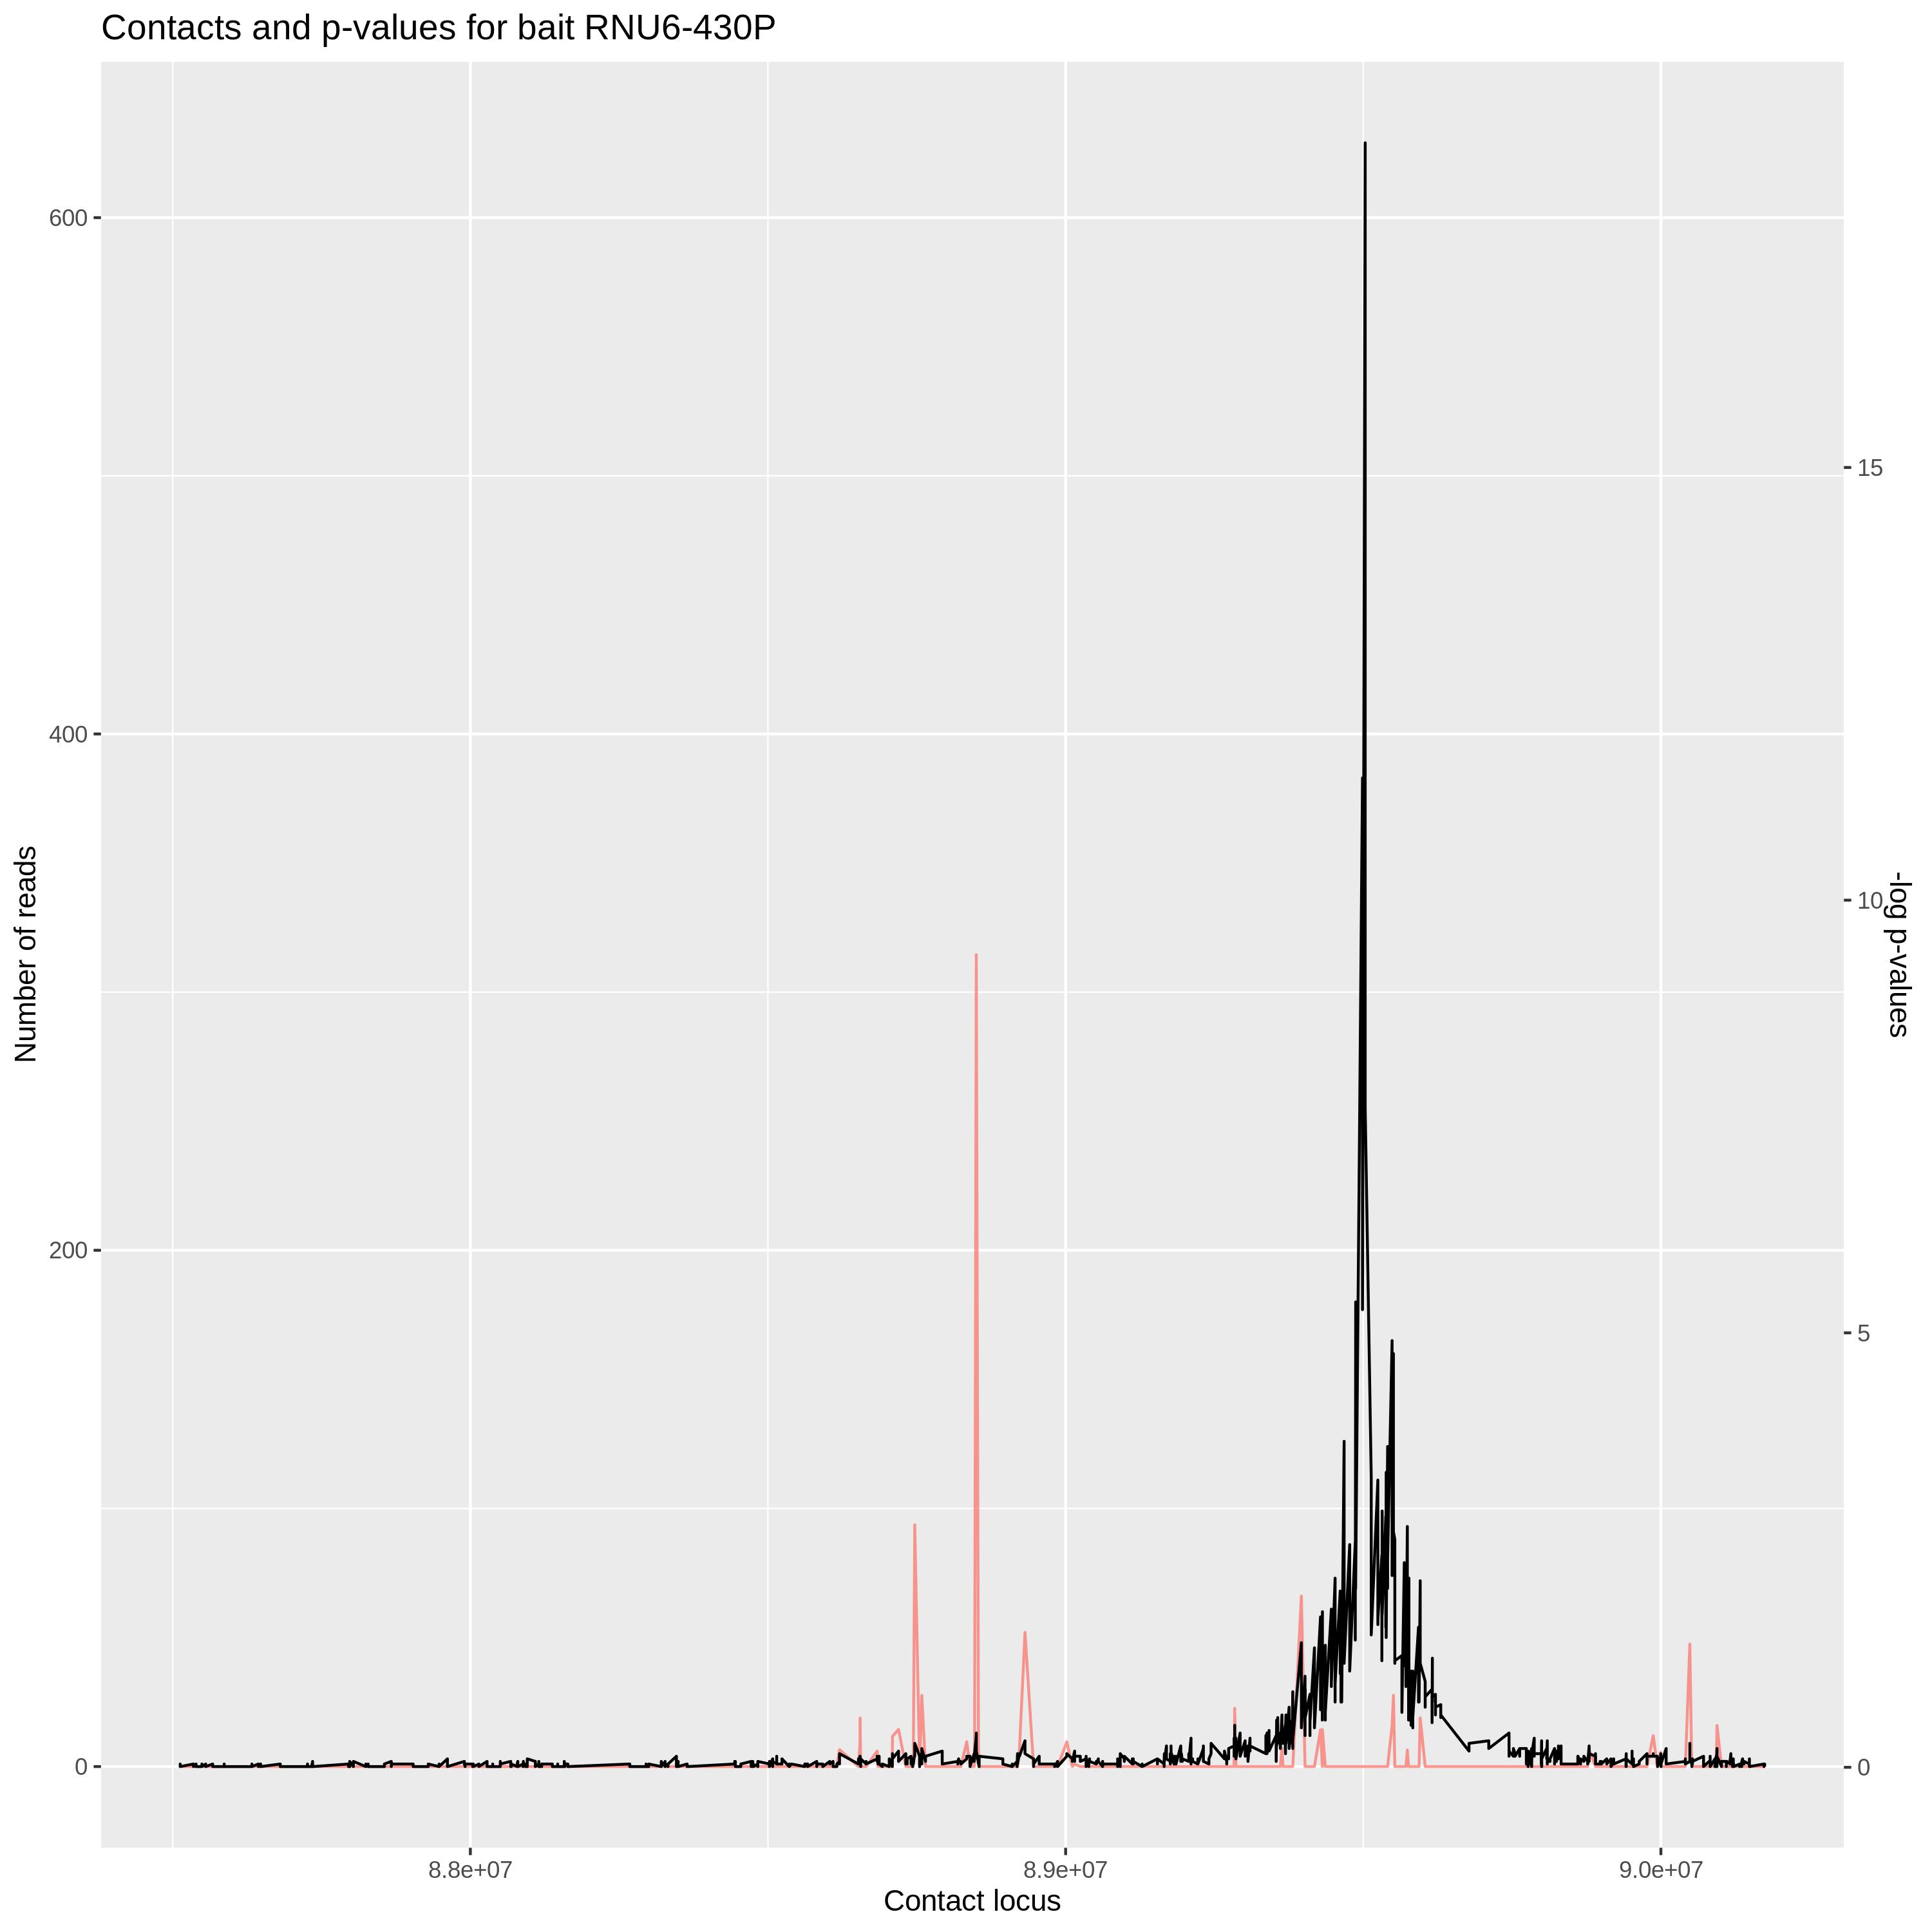 Contacts and p-values for bait RNU6-430P
600
400
200
0
Number of reads
15
10
5
0
-log p-values
8.8e+07
8.9e+07
9.0e+07
Contact locus